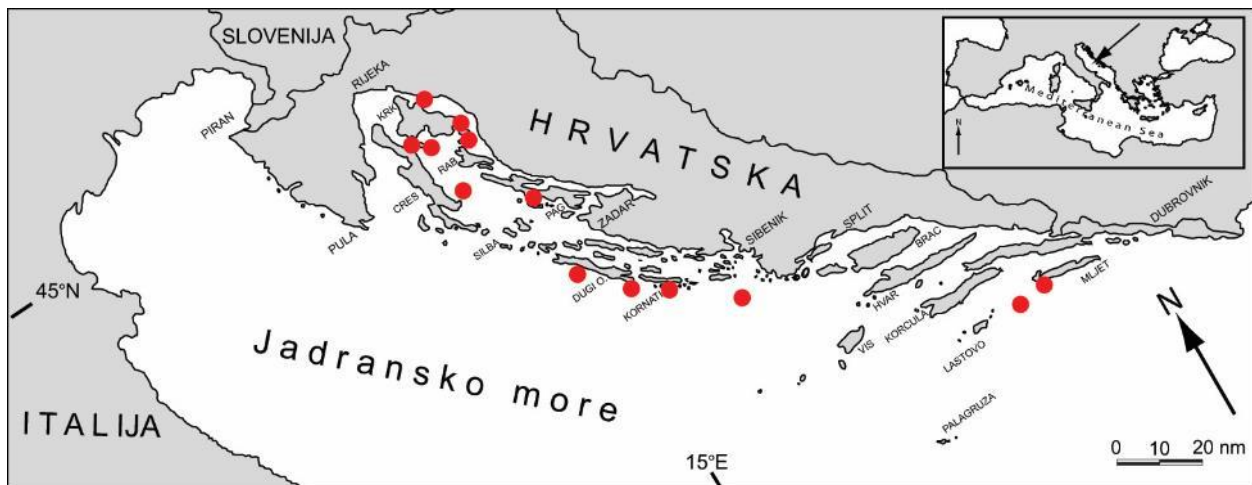 SLOVENIJA
RIJEKA
KRK
PIRAN
HRVATSKA
RAB
CRES
PULA
SILBA
PAG
ZADAR
SIBENIK
SPLIT
BRAC
DUBROVNIK
MLJET
HVAR
KORCULA
VIS
LASTOVO
PALAGRUZA
DUGI O.
KORNATI
45°N
Jadransko more
ITALIJA
15°E
N
0 10 20 nm
Mediterranean Sea
N